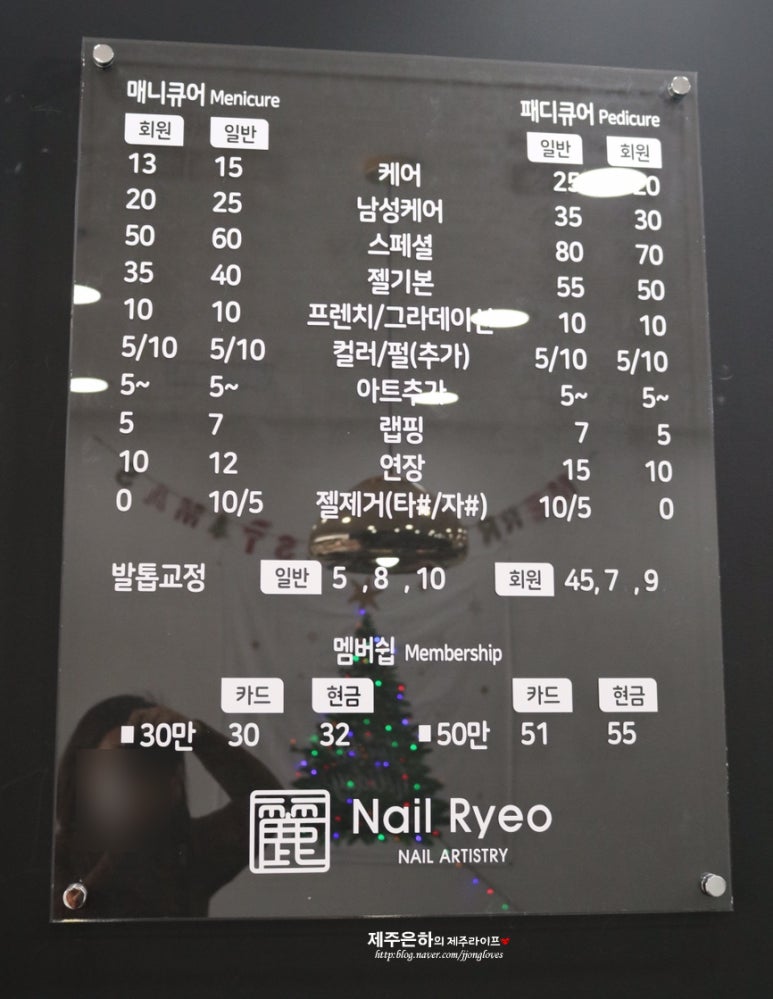 매니큐어 Menicure 패디큐어 Pedicure
회원 일반 일반 회원
13 15 케어 25 20
20 25 남성케어 35 30
50 60 스페셜 80 70
35 40 젤기본 55 50
10 10 프렌치/그라데이션 10 10
5/10 5/10 컬러/펄(추가) 5/10 5/10
5~ 5~ 아트추가 5~ 5~
5 7 랩핑 7 5
10 12 연장 15 10
0 10/5 젤제거(타#/자#) 10/5 0
발톱교정 일반 5 ,8 ,10 회원 45,7 ,9
멤버쉽 Membership
카드 현금 카드 현금
■30만 30 32 ■50만 51 55
麗 Nail Ryeo
NAIL ARTISTRY
제주은하의 제주라이프♥
http:blog.naver.com/jjongloves